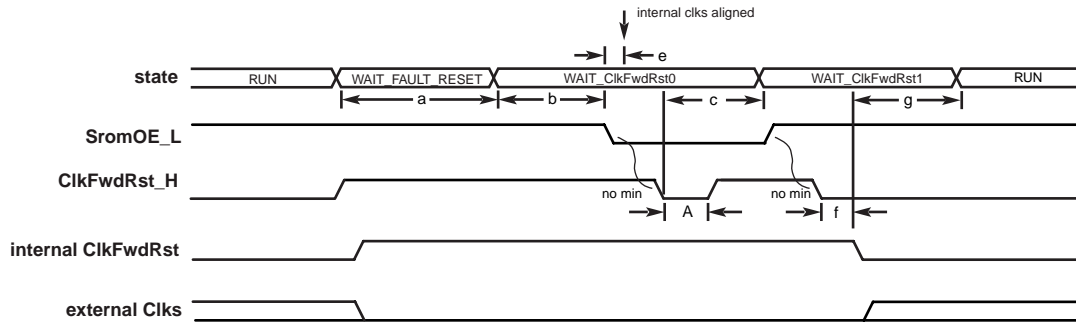 internal clks aligned
e
state
RUN
WAIT_FAULT_RESET
WAIT_ClkFwdRst0
WAIT_ClkFwdRst1
RUN
a
b
c
g
SromOE_L
ClkFwdRst_H
no min
no min
A
f
internal ClkFwdRst
external Clks